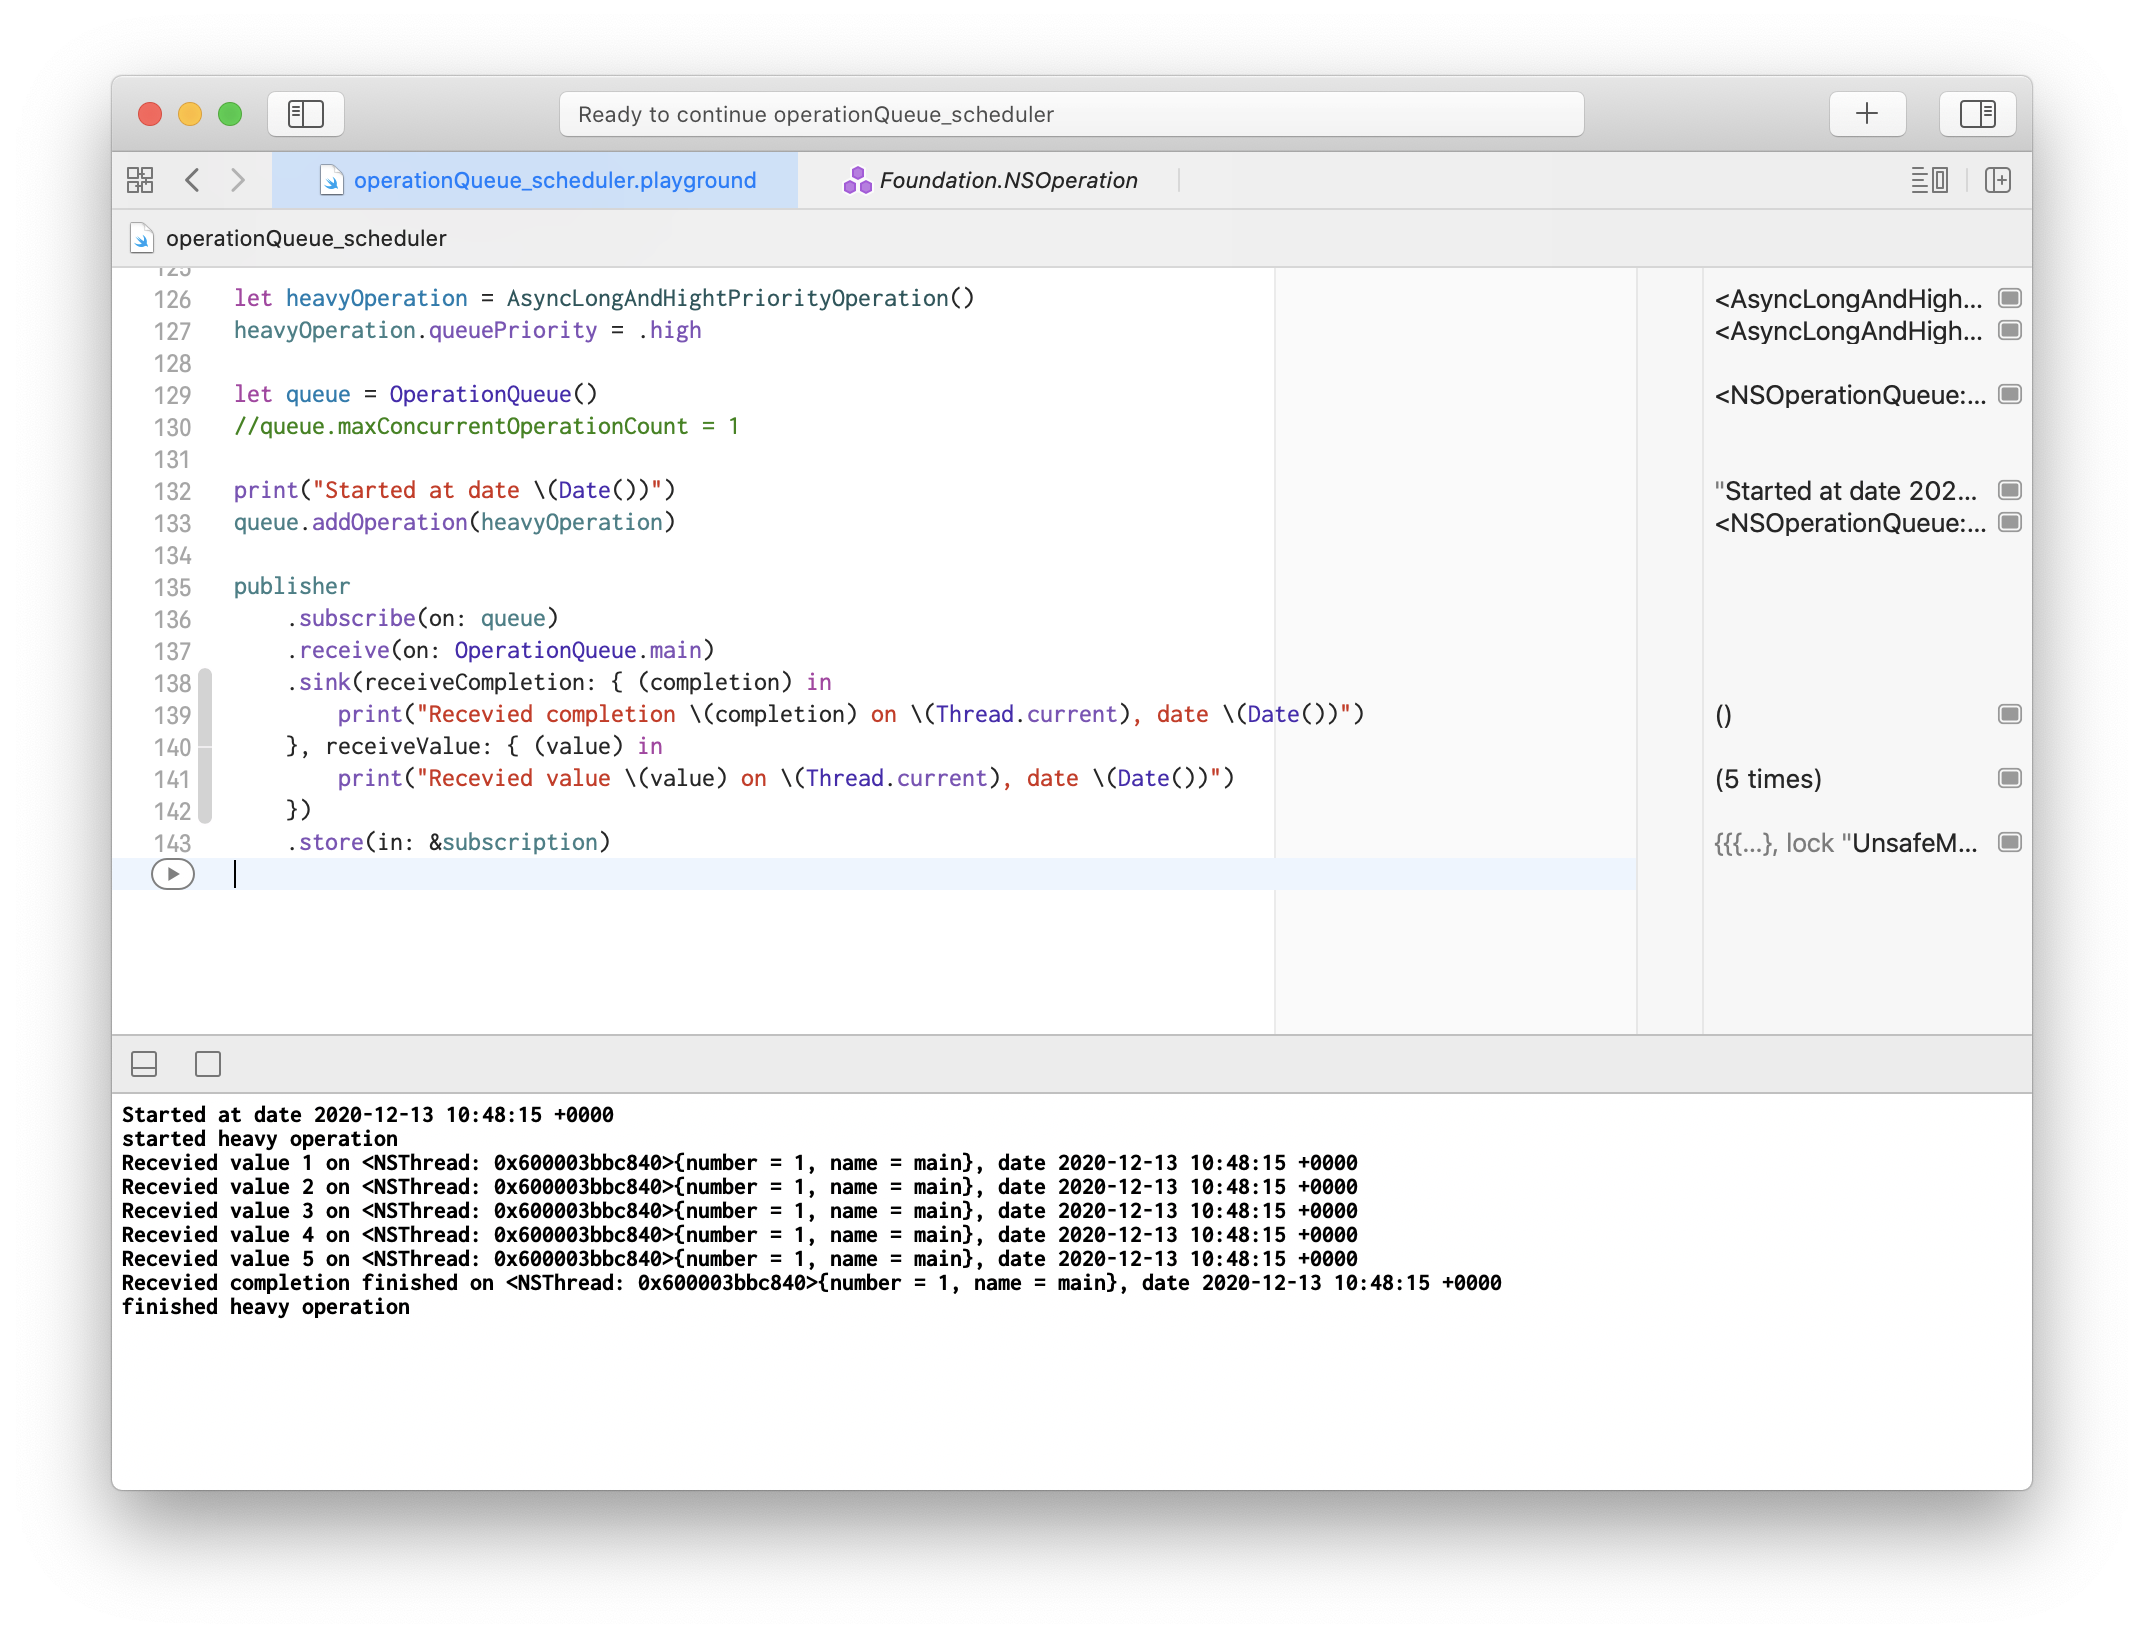 Ready to continue operationQueue_scheduler
operationQueue_scheduler.playground
Foundation.NSOperation
operationQueue_scheduler
125
126 let heavyOperation = AsyncLongAndHightPriorityOperation() <AsyncLongAndHigh...
127 heavyOperation.queuePriority = .high <AsyncLongAndHigh...
128
129 let queue = OperationQueue() <NSOperationQueue:...
130 //queue.maxConcurrentOperationCount = 1
131
132 print("Started at date \(Date())") "Started at date 202...
133 queue.addOperation(heavyOperation) <NSOperationQueue:...
134
135 publisher
136 .subscribe(on: queue)
137 .receive(on: OperationQueue.main)
138 .sink(receiveCompletion: { (completion) in
139 print("Recevied completion \(completion) on \(Thread.current), date \(Date())") ()
140 }, receiveValue: { (value) in
141 print("Recevied value \(value) on \(Thread.current), date \(Date())") (5 times)
142 })
143 .store(in: &subscription) {{{...}, lock "UnsafeM...
Started at date 2020-12-13 10:48:15 +0000
started heavy operation
Recevied value 1 on <NSThread: 0x600003bbc840>{number = 1, name = main}, date 2020-12-13 10:48:15 +0000
Recevied value 2 on <NSThread: 0x600003bbc840>{number = 1, name = main}, date 2020-12-13 10:48:15 +0000
Recevied value 3 on <NSThread: 0x600003bbc840>{number = 1, name = main}, date 2020-12-13 10:48:15 +0000
Recevied value 4 on <NSThread: 0x600003bbc840>{number = 1, name = main}, date 2020-12-13 10:48:15 +0000
Recevied value 5 on <NSThread: 0x600003bbc840>{number = 1, name = main}, date 2020-12-13 10:48:15 +0000
Recevied completion finished on <NSThread: 0x600003bbc840>{number = 1, name = main}, date 2020-12-13 10:48:15 +0000
finished heavy operation